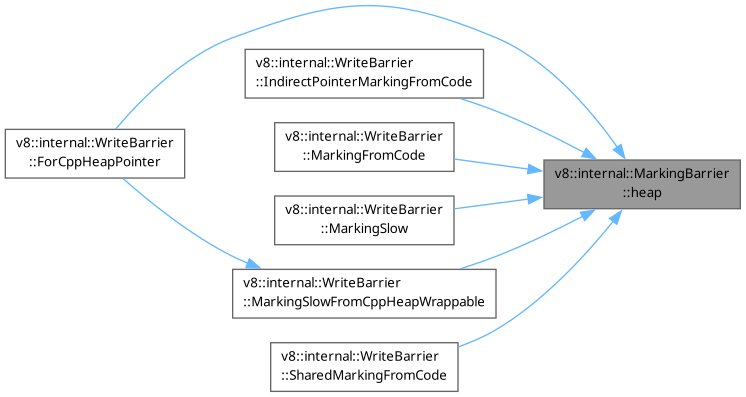 v8::internal::WriteBarrier
::ForCppHeapPointer
v8::internal::WriteBarrier
::IndirectPointerMarkingFromCode
v8::internal::WriteBarrier
::MarkingFromCode
v8::internal::WriteBarrier
::MarkingSlow
v8::internal::WriteBarrier
::MarkingSlowFromCppHeapWrappable
v8::internal::WriteBarrier
::SharedMarkingFromCode
v8::internal::MarkingBarrier
::heap